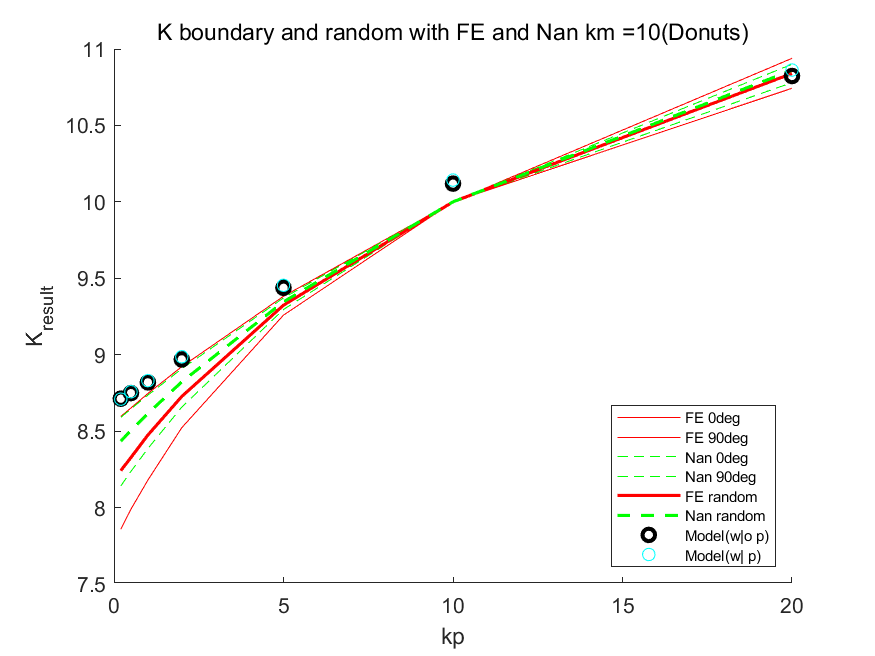 K boundary and random with FE and Nan km =10(Donuts)
11
10.5
10
9.5
9
8.5
8
7.5
K_result
0
5
10
15
20
kp
FE 0deg
FE 90deg
Nan 0deg
Nan 90deg
FE random
Nan random
Model(w|o p)
Model(w| p)